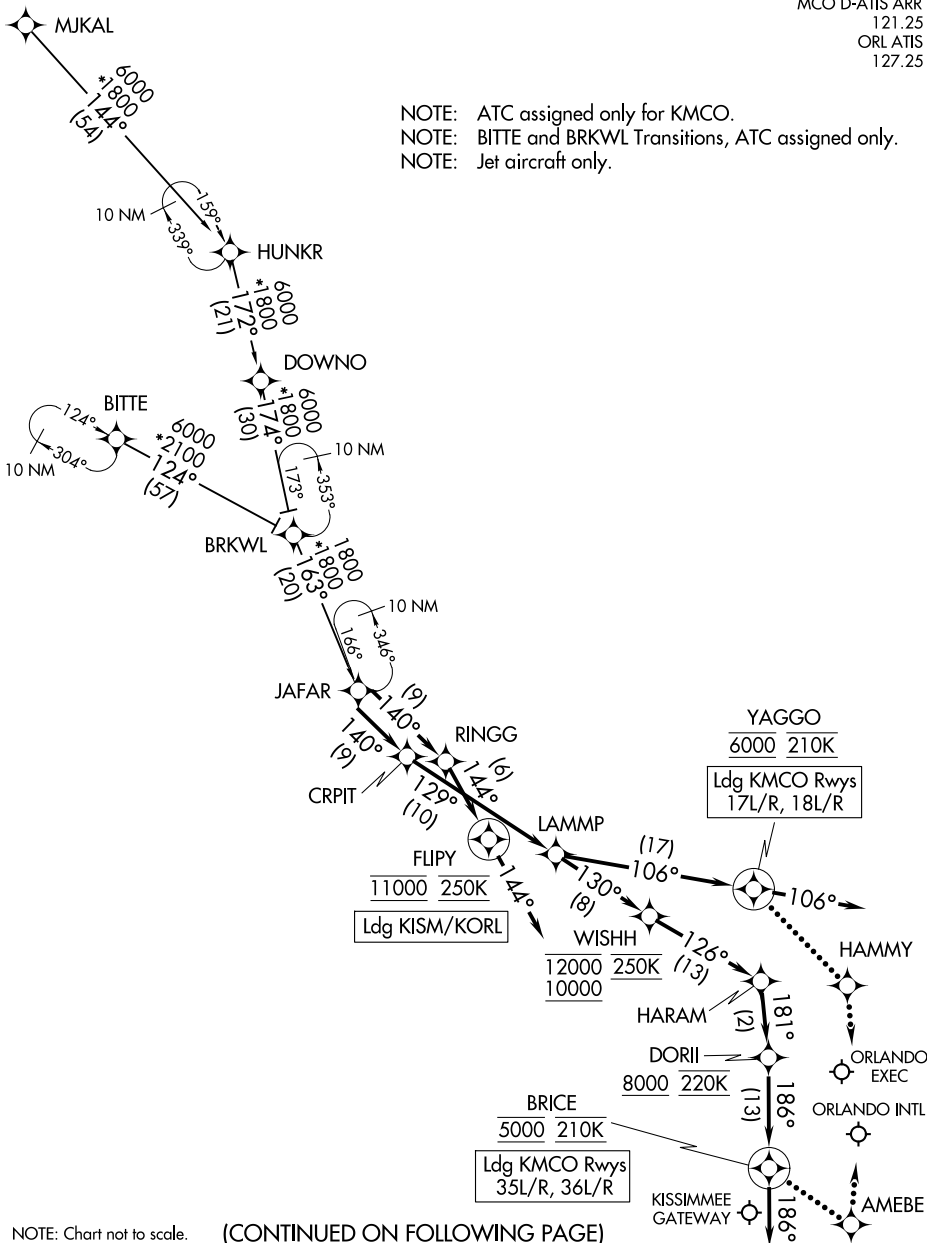 MCO D-ATIS ARR
121.25
ORL ATIS
127.25
MJKAL
6000
*1800
144°
(54)
NOTE: ATC assigned only for KMCO.
NOTE: BITTE and BRKWL Transitions, ATC assigned only.
NOTE: Jet aircraft only.
10 NM
159°
339°
HUNKR
6000
*1800
172°
(21)
DOWNO
6000
*1800
174°
(30)
BITTE
124°
304°
10 NM
6000
*2100
124°
(57)
10 NM
173°
353°
BRKWL
1800
*1800
163°
(20)
10 NM
166°
346°
JAFAR
(9)
140°
140°
(9)
RINGG
(6)
144°
CRPIT
129°
(10)
YAGGO
6000 210K
Ldg KMCO Rwys
17L/R, 18L/R
LAMMP
(17)
106°
106°
FLIPY
11000 250K
Ldg KISM/KORL
144°
130°
(8)
WISHH
12000 250K
10000
126°
(13)
HAMMY
HARAM
181°
(2)
DORII
8000 220K
ORLANDO
EXEC
186°
(13)
BRICE
5000 210K
Ldg KMCO Rwys
35L/R, 36L/R
ORLANDO INTL
KISSIMMEE
GATEWAY
186°
AMEBE
NOTE: Chart not to scale.
(CONTINUED ON FOLLOWING PAGE)